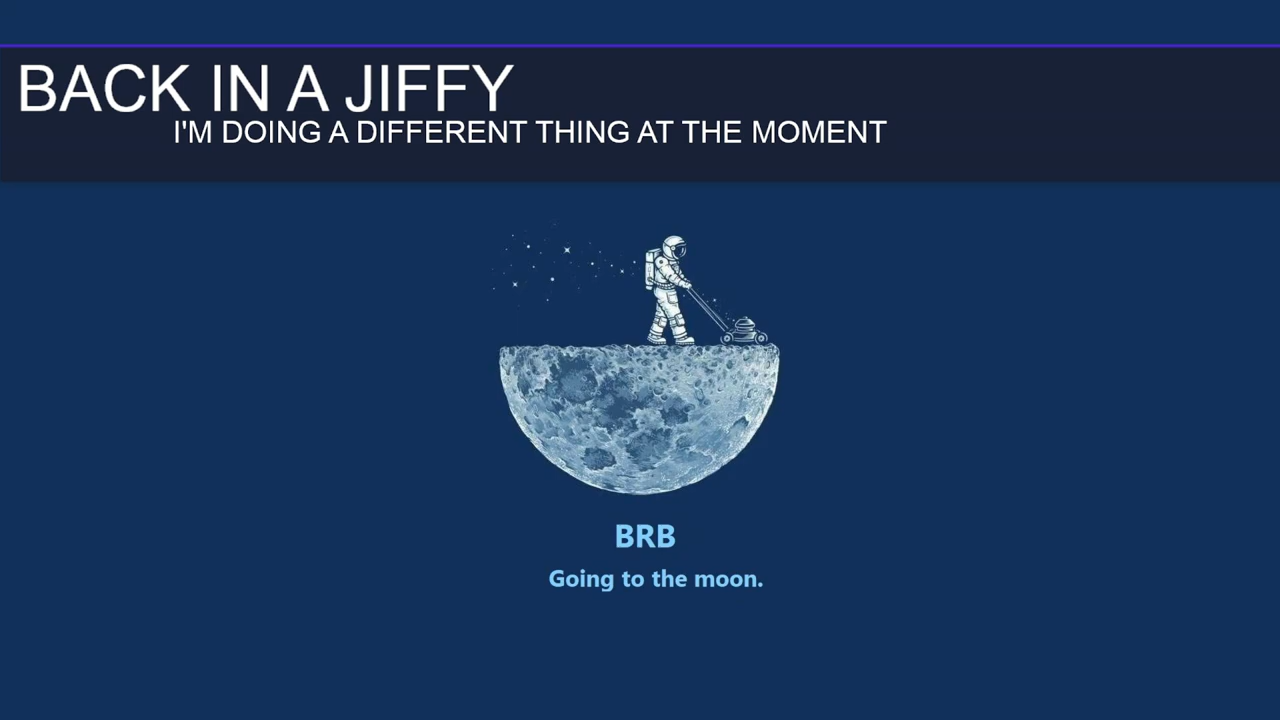 BACK IN A JIFFY
I'M DOING A DIFFERENT THING AT THE MOMENT
BRB
Going to the moon.